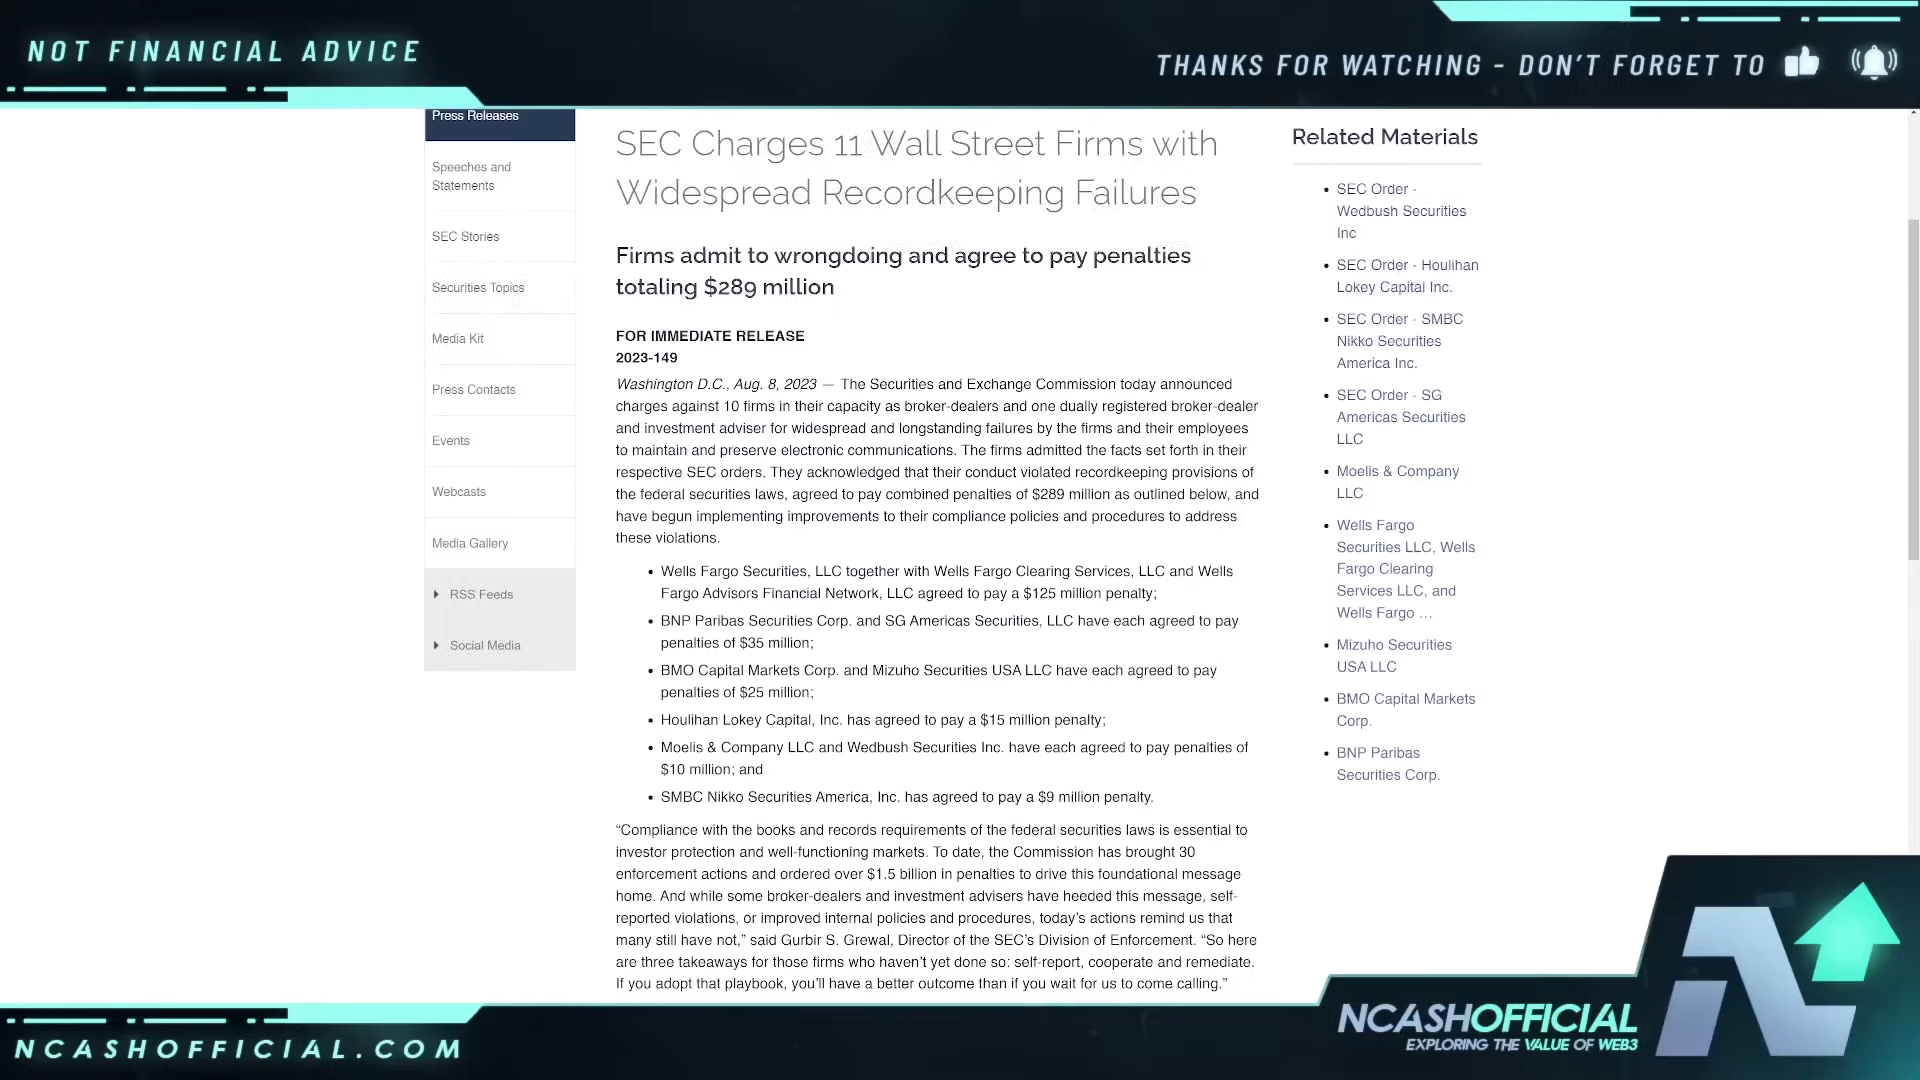 NOT FINANCIAL ADVICE
THANKS FOR WATCHING - DON'T FORGET TO
Press Releases
Speeches and
Statements
SEC Stories
Securities Topics
Media Kit
Press Contacts
Events
Webcasts
Media Gallery
RSS Feeds
Social Media
SEC Charges 11 Wall Street Firms with
Widespread Recordkeeping Failures
Firms admit to wrongdoing and agree to pay penalties
totaling $289 million
FOR IMMEDIATE RELEASE
2023-149
Washington D.C., Aug. 8, 2023 — The Securities and Exchange Commission today announced
charges against 10 firms in their capacity as broker-dealers and one dually registered broker-dealer
and investment adviser for widespread and longstanding failures by the firms and their employees
to maintain and preserve electronic communications. The firms admitted the facts set forth in their
respective SEC orders. They acknowledged that their conduct violated recordkeeping provisions of
the federal securities laws, agreed to pay combined penalties of $289 million as outlined below, and
have begun implementing improvements to their compliance policies and procedures to address
these violations.
• Wells Fargo Securities, LLC together with Wells Fargo Clearing Services, LLC and Wells
Fargo Advisors Financial Network, LLC agreed to pay a $125 million penalty;
• BNP Paribas Securities Corp. and SG Americas Securities, LLC have each agreed to pay
penalties of $35 million;
• BMO Capital Markets Corp. and Mizuho Securities USA LLC have each agreed to pay
penalties of $25 million;
• Houlihan Lokey Capital, Inc. has agreed to pay a $15 million penalty;
• Moelis & Company LLC and Wedbush Securities Inc. have each agreed to pay penalties of
$10 million; and
• SMBC Nikko Securities America, Inc. has agreed to pay a $9 million penalty.
“Compliance with the books and records requirements of the federal securities laws is essential to
investor protection and well-functioning markets. To date, the Commission has brought 30
enforcement actions and ordered over $1.5 billion in penalties to drive this foundational message
home. And while some broker-dealers and investment advisers have heeded this message, self-
reported violations, or improved internal policies and procedures, today’s actions remind us that
many still have not,” said Gurbir S. Grewal, Director of the SEC’s Division of Enforcement. “So here
are three takeaways for those firms who haven’t yet done so: self-report, cooperate and remediate.
If you adopt that playbook, you’ll have a better outcome than if you wait for us to come calling.”
Related Materials
• SEC Order -
Wedbush Securities
Inc
• SEC Order - Houlihan
Lokey Capital Inc.
• SEC Order - SMBC
Nikko Securities
America Inc.
• SEC Order - SG
Americas Securities
LLC
• Moelis & Company
LLC
• Wells Fargo
Securities LLC, Wells
Fargo Clearing
Services LLC, and
Wells Fargo …
• Mizuho Securities
USA LLC
• BMO Capital Markets
Corp.
• BNP Paribas
Securities Corp.
NCASHOFFICIAL.COM
NCASHOFFICIAL
EXPLORING THE VALUE OF WEB3